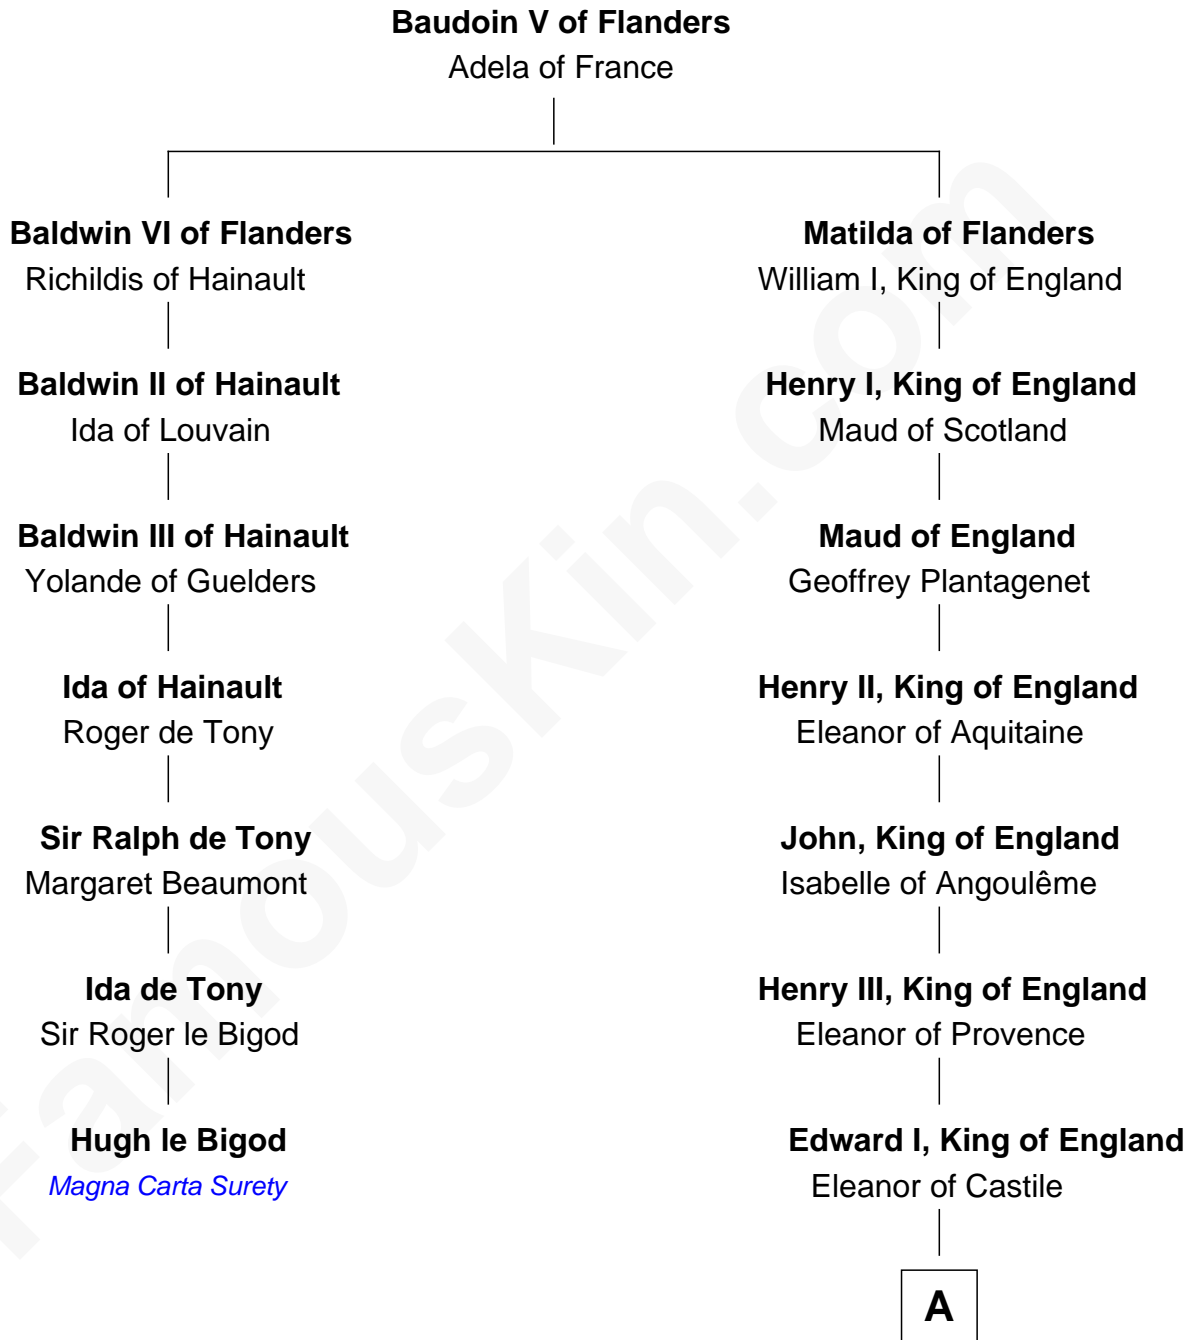 Baudoin V of Flanders
Adela of France
Baldwin VI of Flanders
Richildis of Hainault
Matilda of Flanders
William I, King of England
Baldwin II of Hainault
Ida of Louvain
Henry I, King of England
Maud of Scotland
Baldwin III of Hainault
Yolande of Guelders
Maud of England
Geoffrey Plantagenet
Ida of Hainault
Roger de Tony
Henry II, King of England
Eleanor of Aquitaine
Sir Ralph de Tony
Margaret Beaumont
John, King of England
Isabelle of Angoulême
Ida de Tony
Sir Roger le Bigod
Henry III, King of England
Eleanor of Provence
Hugh le Bigod
Magna Carta Surety
Edward I, King of England
Eleanor of Castile
A
FamousKin.com